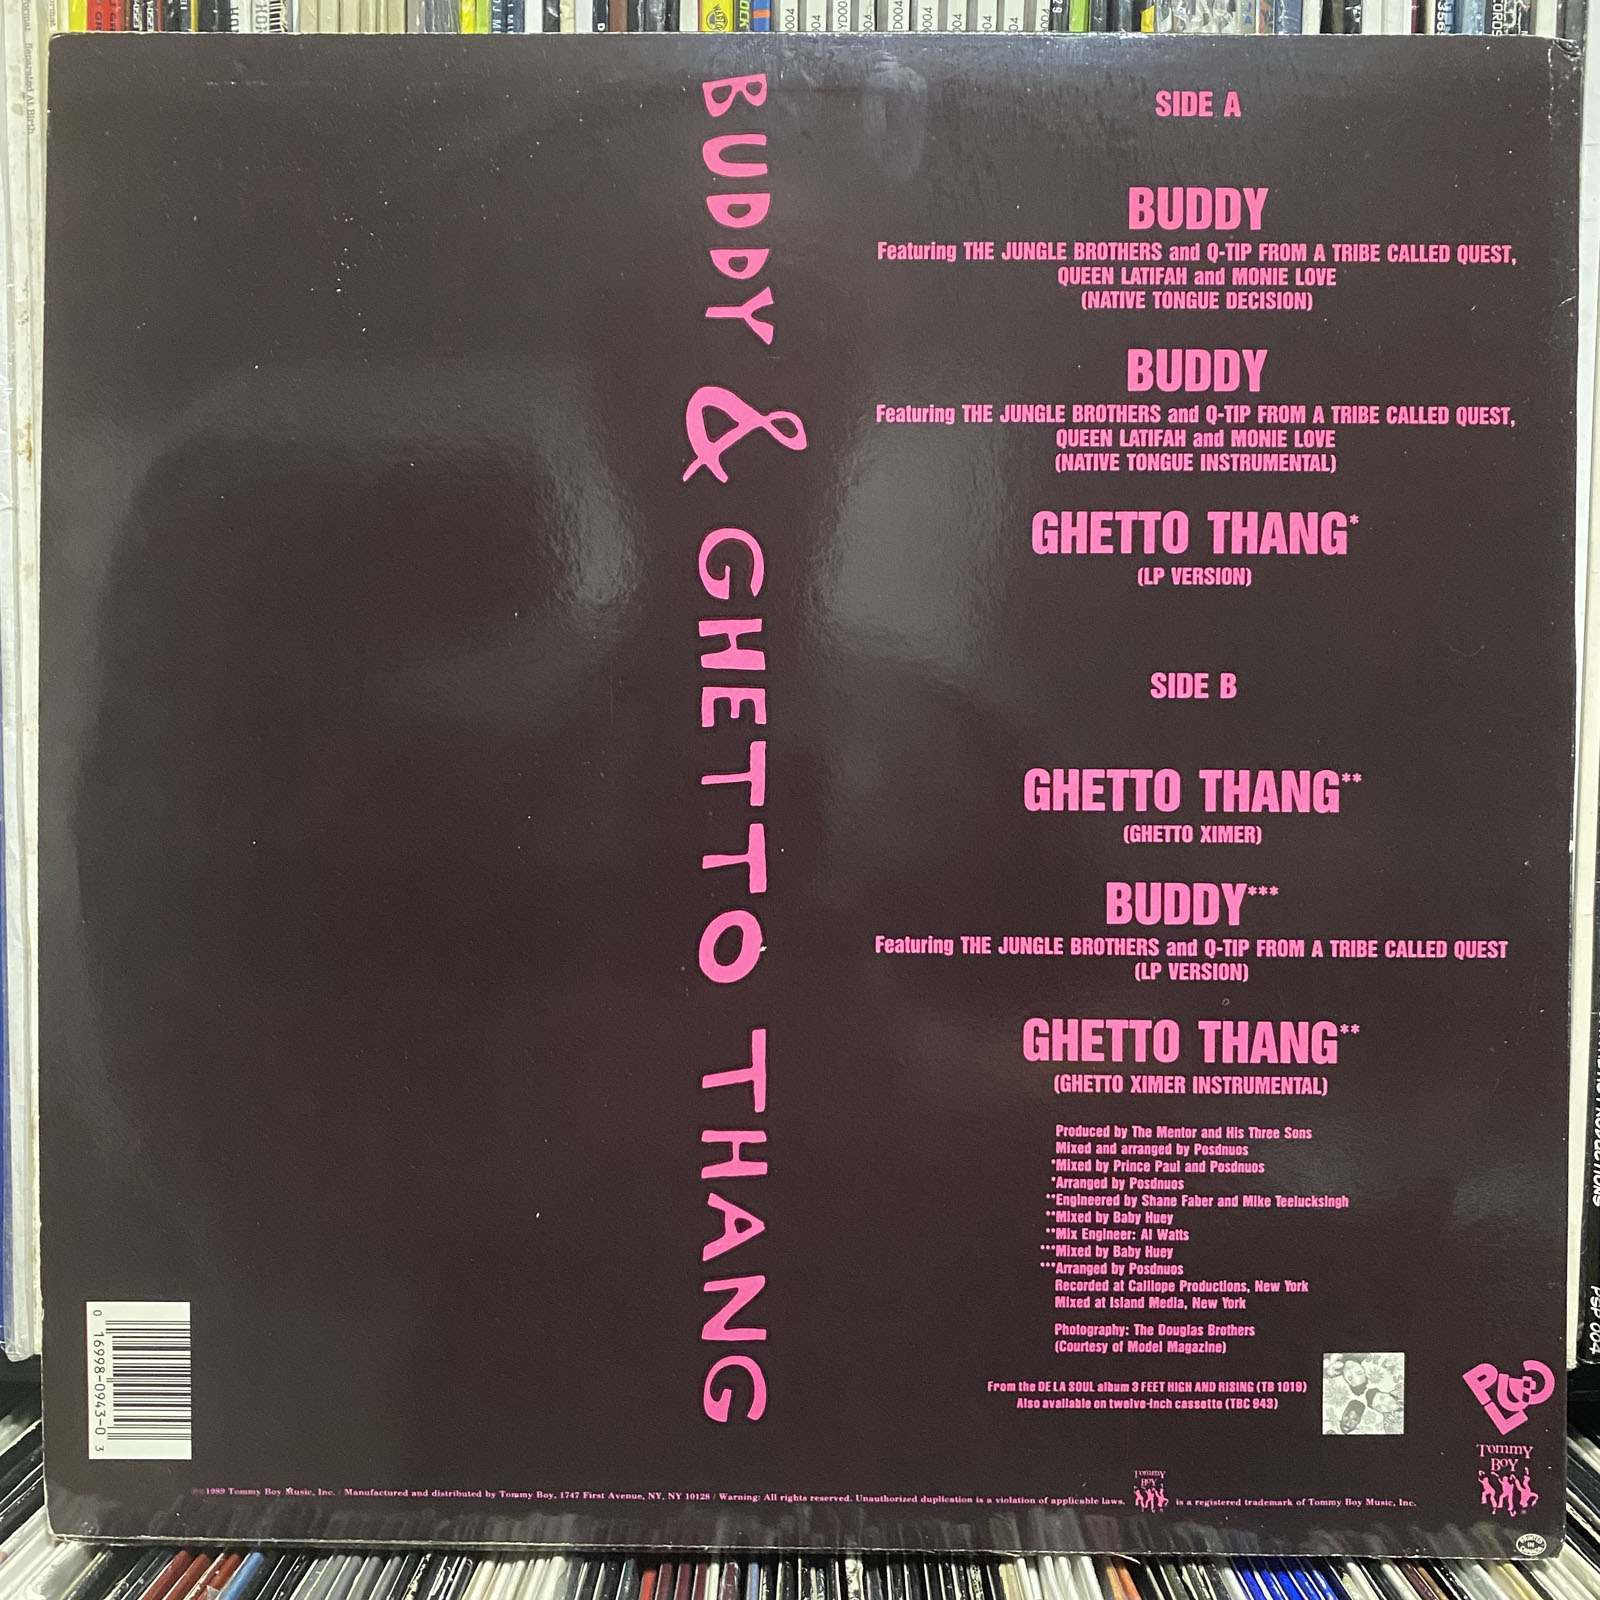 BUDDY & GHETTO THANG
SIDE A
BUDDY
Featuring THE JUNGLE BROTHERS and Q-TIP FROM A TRIBE CALLED QUEST,
QUEEN LATIFAH and MONIE LOVE
(NATIVE TONGUE DECISION)
BUDDY
Featuring THE JUNGLE BROTHERS and Q-TIP FROM A TRIBE CALLED QUEST,
QUEEN LATIFAH and MONIE LOVE
(NATIVE TONGUE INSTRUMENTAL)
GHETTO THANG*
(LP VERSION)
SIDE B
GHETTO THANG**
(GHETTO XIMER)
BUDDY***
Featuring THE JUNGLE BROTHERS and Q-TIP FROM A TRIBE CALLED QUEST
(LP VERSION)
GHETTO THANG**
(GHETTO XIMER INSTRUMENTAL)
Produced by The Mentor and His Three Sons
Mixed and arranged by Posdnuos
*Mixed by Prince Paul and Posdnuos
*Arranged by Posdnuos
**Engineered by Shane Faber and Mike Teelucksingh
**Mixed by Baby Huey
**Mix Engineer: Al Watts
***Mixed by Baby Huey
***Arranged by Posdnuos
Recorded at Calliope Productions, New York
Mixed at Island Media, New York
Photography: The Douglas Brothers
(Courtesy of Model Magazine)
From the DE LA SOUL album 3 FEET HIGH AND RISING (TB 1019)
Also available on twelve-inch cassette (TBC 943)
0 16998-0943-0 3
Tommy
Boy
℗©1989 Tommy Boy Music, Inc. / Manufactured and distributed by Tommy Boy, 1747 First Avenue, NY, NY 10128 / Warning: All rights reserved. Unauthorized duplication is a violation of applicable laws. Tommy Boy is a registered trademark of Tommy Boy Music, Inc.
PRINTED
IN
CANADA
Separated At Birth
PSP 004